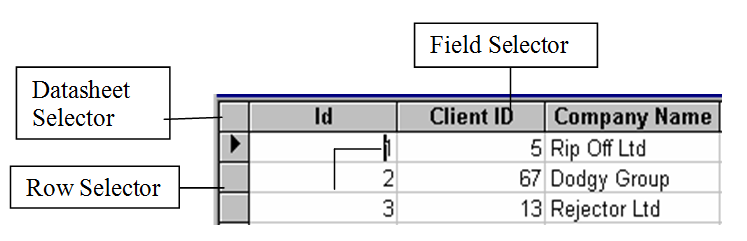 Field Selector
Datasheet
Selector
Id Client ID Company Name
1 5 Rip Off Ltd
Row Selector
2 67 Dodgy Group
3 13 Rejector Ltd